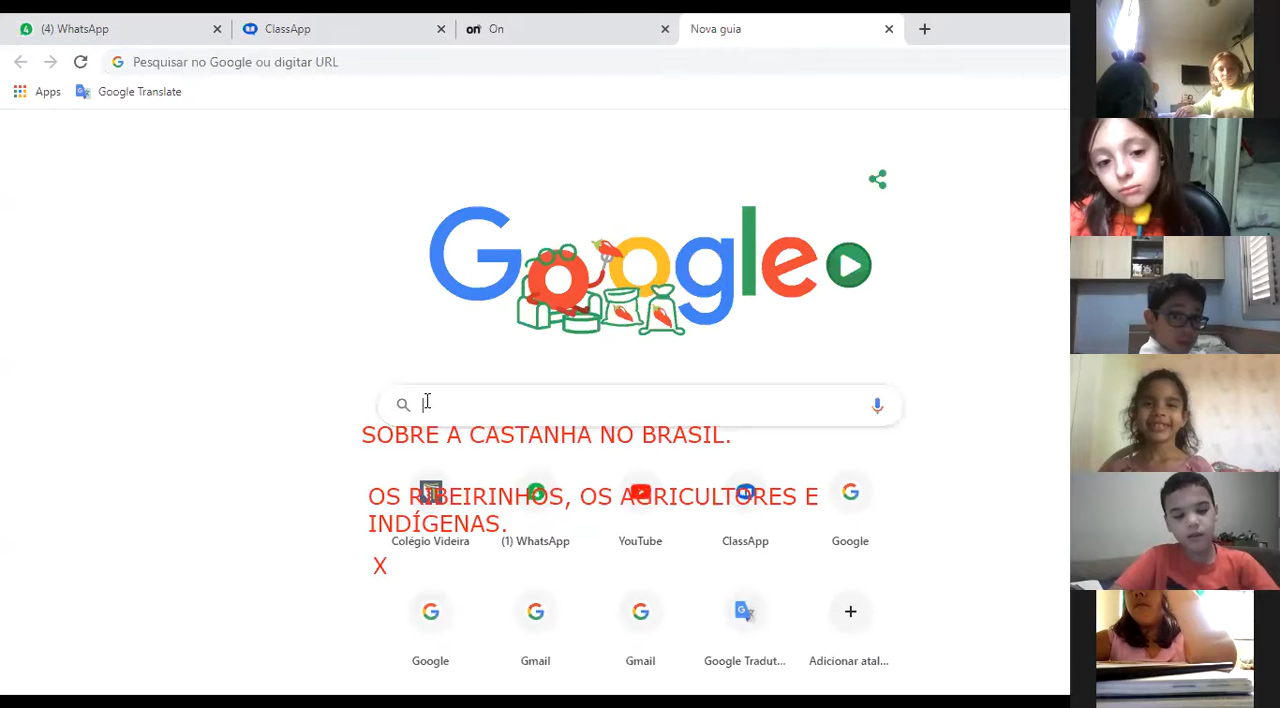 (4) WhatsApp
ClassApp
on On
Nova guia
Pesquisar no Google ou digitar URL
Apps
Google Translate
Google
SOBRE A CASTANHA NO BRASIL.
OS RIBEIRINHOS, OS AGRICULTORES E
INDÍGENAS.
Colégio Videira
(1) WhatsApp
YouTube
ClassApp
Google
X
Google
Gmail
Gmail
Google Tradut...
Adicionar atal...